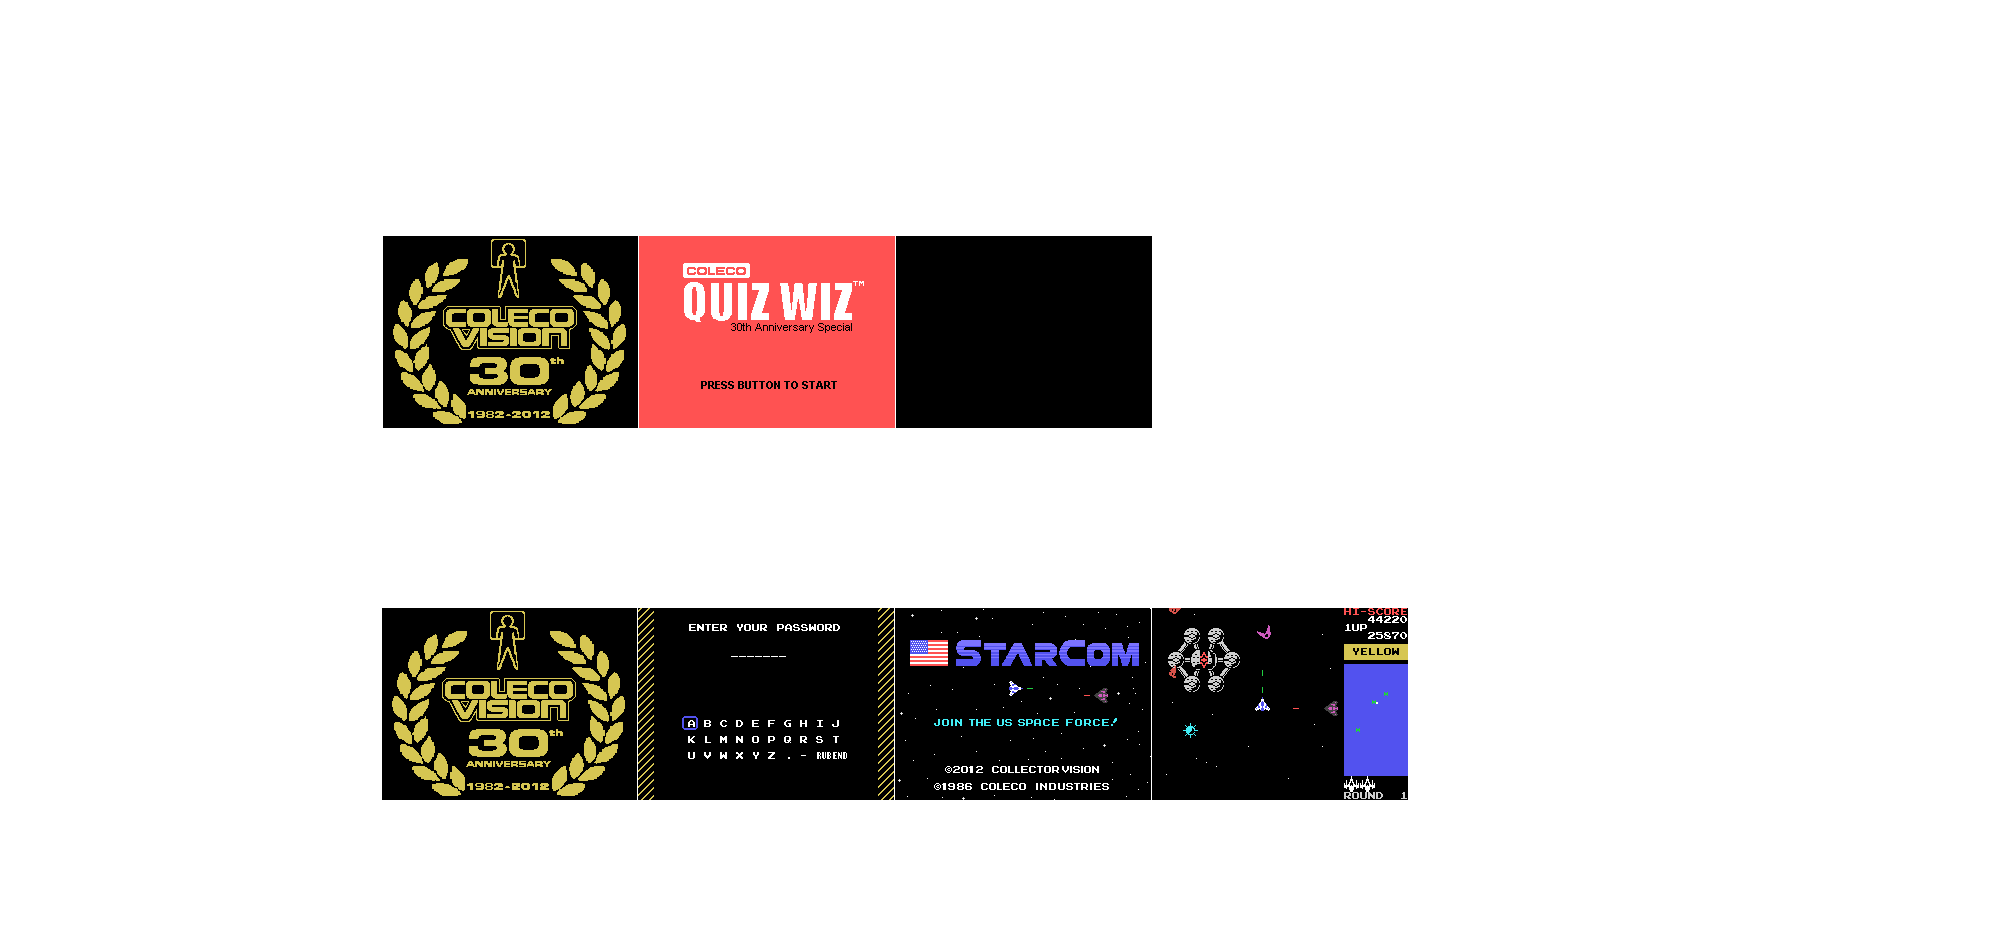 COLECO
VISION
30th
ANNIVERSARY
1982-2012
COLECO
QUIZ WIZ™
30th Anniversary Special
PRESS BUTTON TO START
COLECO
VISION
30th
ANNIVERSARY
1982-2012
ENTER YOUR PASSWORD
_______
A B C D E F G H I J
K L M N O P Q R S T
U V W X Y Z . - RUB END
STARCOM
JOIN THE US SPACE FORCE!
©2012 COLLECTORVISION
©1986 COLECO INDUSTRIES
HI-SCORE
44220
1UP
25870
YELLOW
ROUND 1